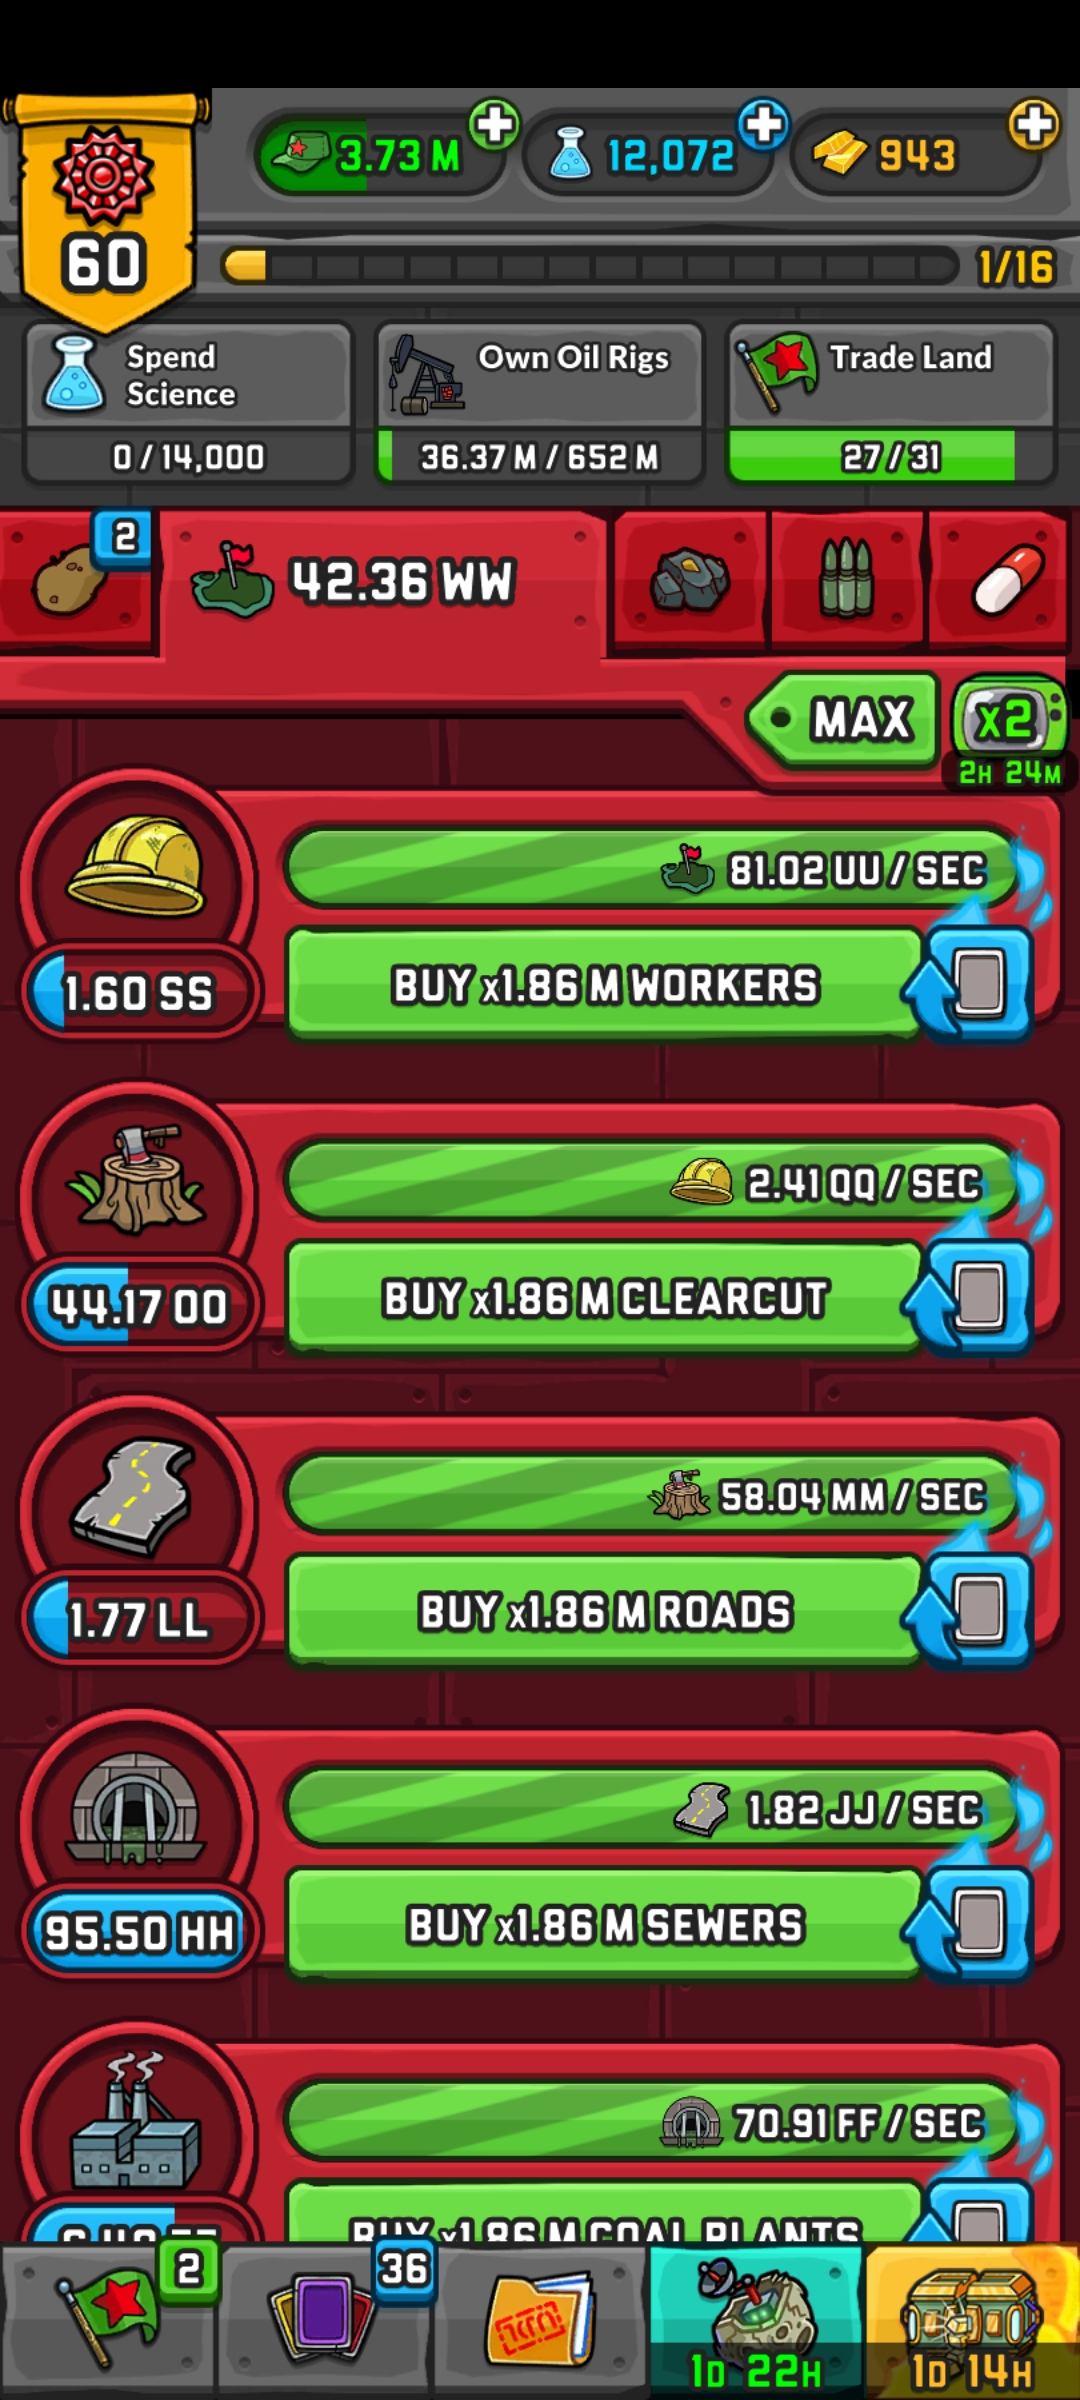 3.73 M
12,072
943
60
1/16
Spend
Science
0 / 14,000
Own Oil Rigs
36.37 M / 652 M
Trade Land
27 / 31
2
42.36 WW
MAX
x2
2H 24M
81.02 UU / SEC
1.60 SS
BUY x1.86 M WORKERS
2.41 QQ / SEC
44.17 OO
BUY x1.86 M CLEARCUT
58.04 MM / SEC
1.77 LL
BUY x1.86 M ROADS
1.82 JJ / SEC
95.50 HH
BUY x1.86 M SEWERS
70.91 FF / SEC
BUY x1.86 M COAL PLANTS
2
36
1D 22H
1D 14H